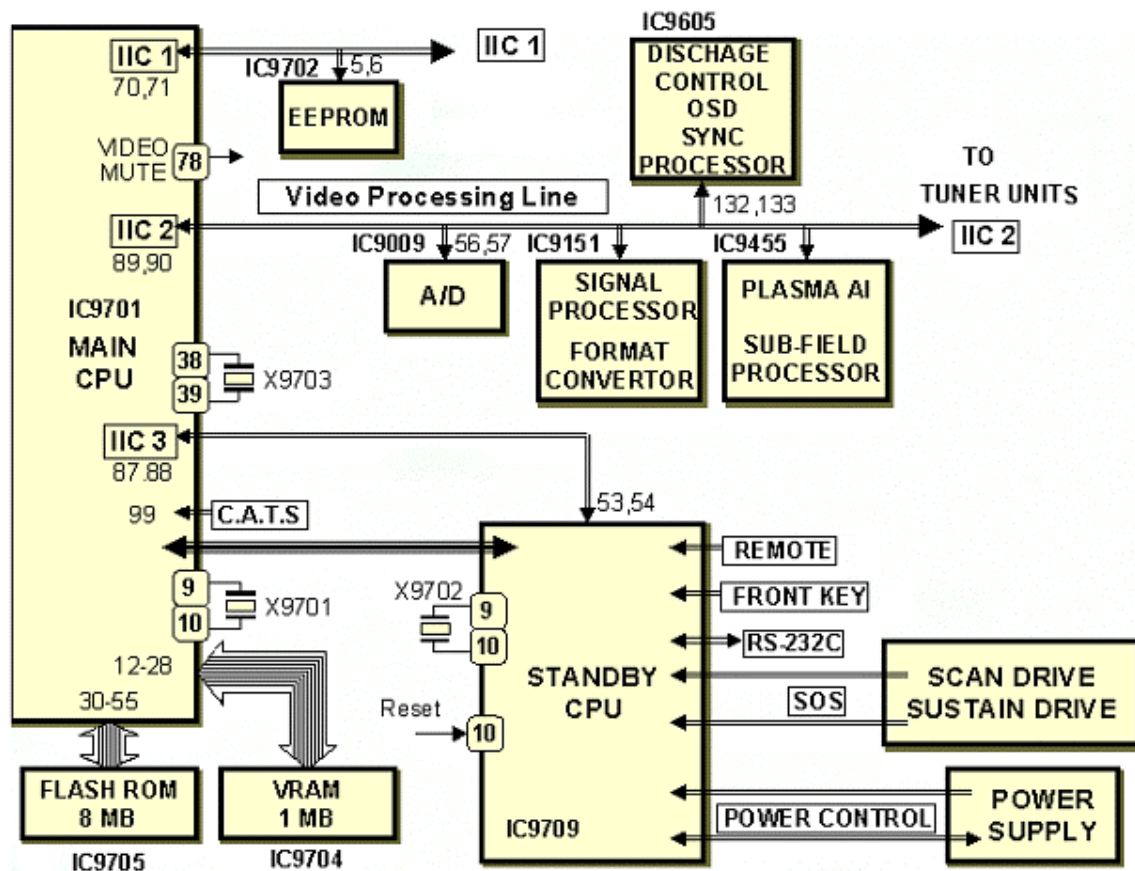 IC9605
IIC 1
70,71
IC9702
5,6
IIC 1
EEPROM
DISCHAGE
CONTROL
OSD
SYNC
PROCESSOR
VIDEO
MUTE
78
Video Processing Line
132,133
TO
TUNER UNITS
IIC 2
IIC 2
89,90
IC9009
56,57
A/D
IC9151
SIGNAL
PROCESSOR
FORMAT
CONVERTOR
IC9455
PLASMA AI
SUB-FIELD
PROCESSOR
IC9701
MAIN
CPU
38
39
X9703
IIC 3
87.88
53,54
99
C.A.T.S
9
10
X9701
X9702
9
10
12-28
30-55
Reset
10
STANDBY
CPU
IC9709
REMOTE
FRONT KEY
RS-232C
SOS
SCAN DRIVE
SUSTAIN DRIVE
POWER CONTROL
POWER
SUPPLY
FLASH ROM
8 MB
IC9705
VRAM
1 MB
IC9704